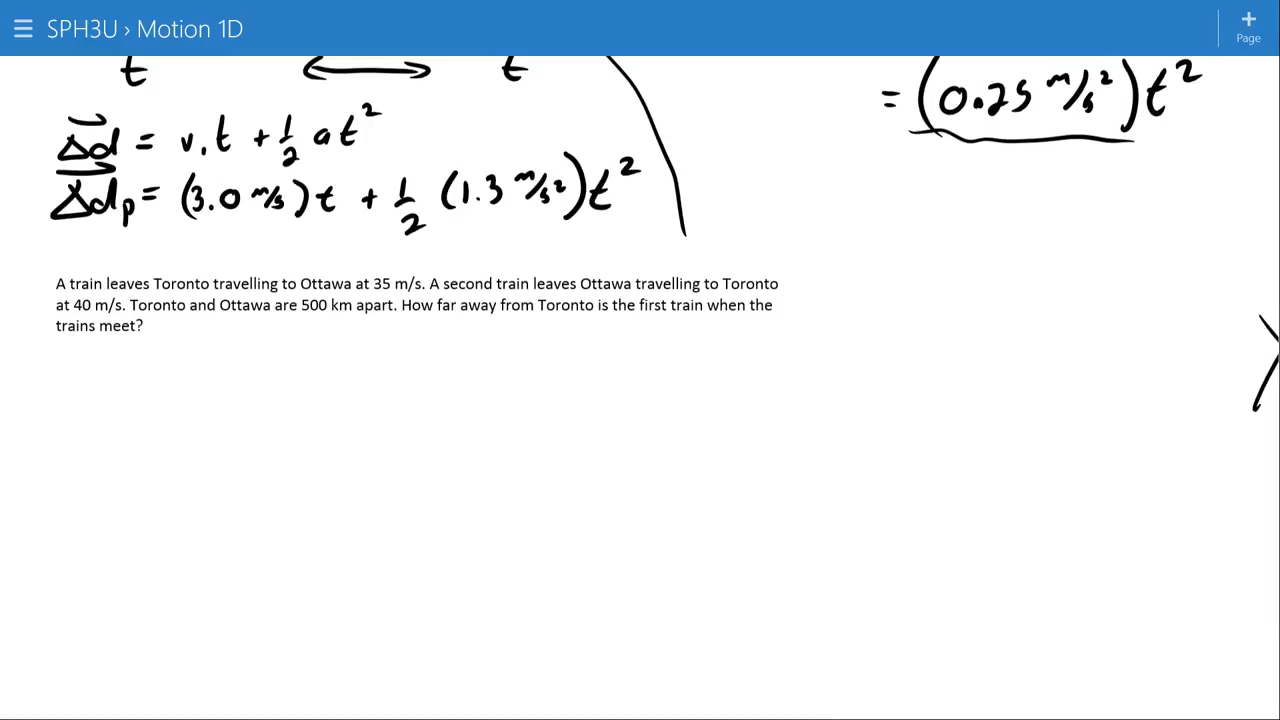 SPH3U › Motion 1D
Page
t t
= (0.25 m/s²)t²
Δd = v₁t + 1/2 at²
Δdp = (3.0 m/s)t + 1/2 (1.3 m/s²)t²
A train leaves Toronto travelling to Ottawa at 35 m/s. A second train leaves Ottawa travelling to Toronto
at 40 m/s. Toronto and Ottawa are 500 km apart. How far away from Toronto is the first train when the
trains meet?